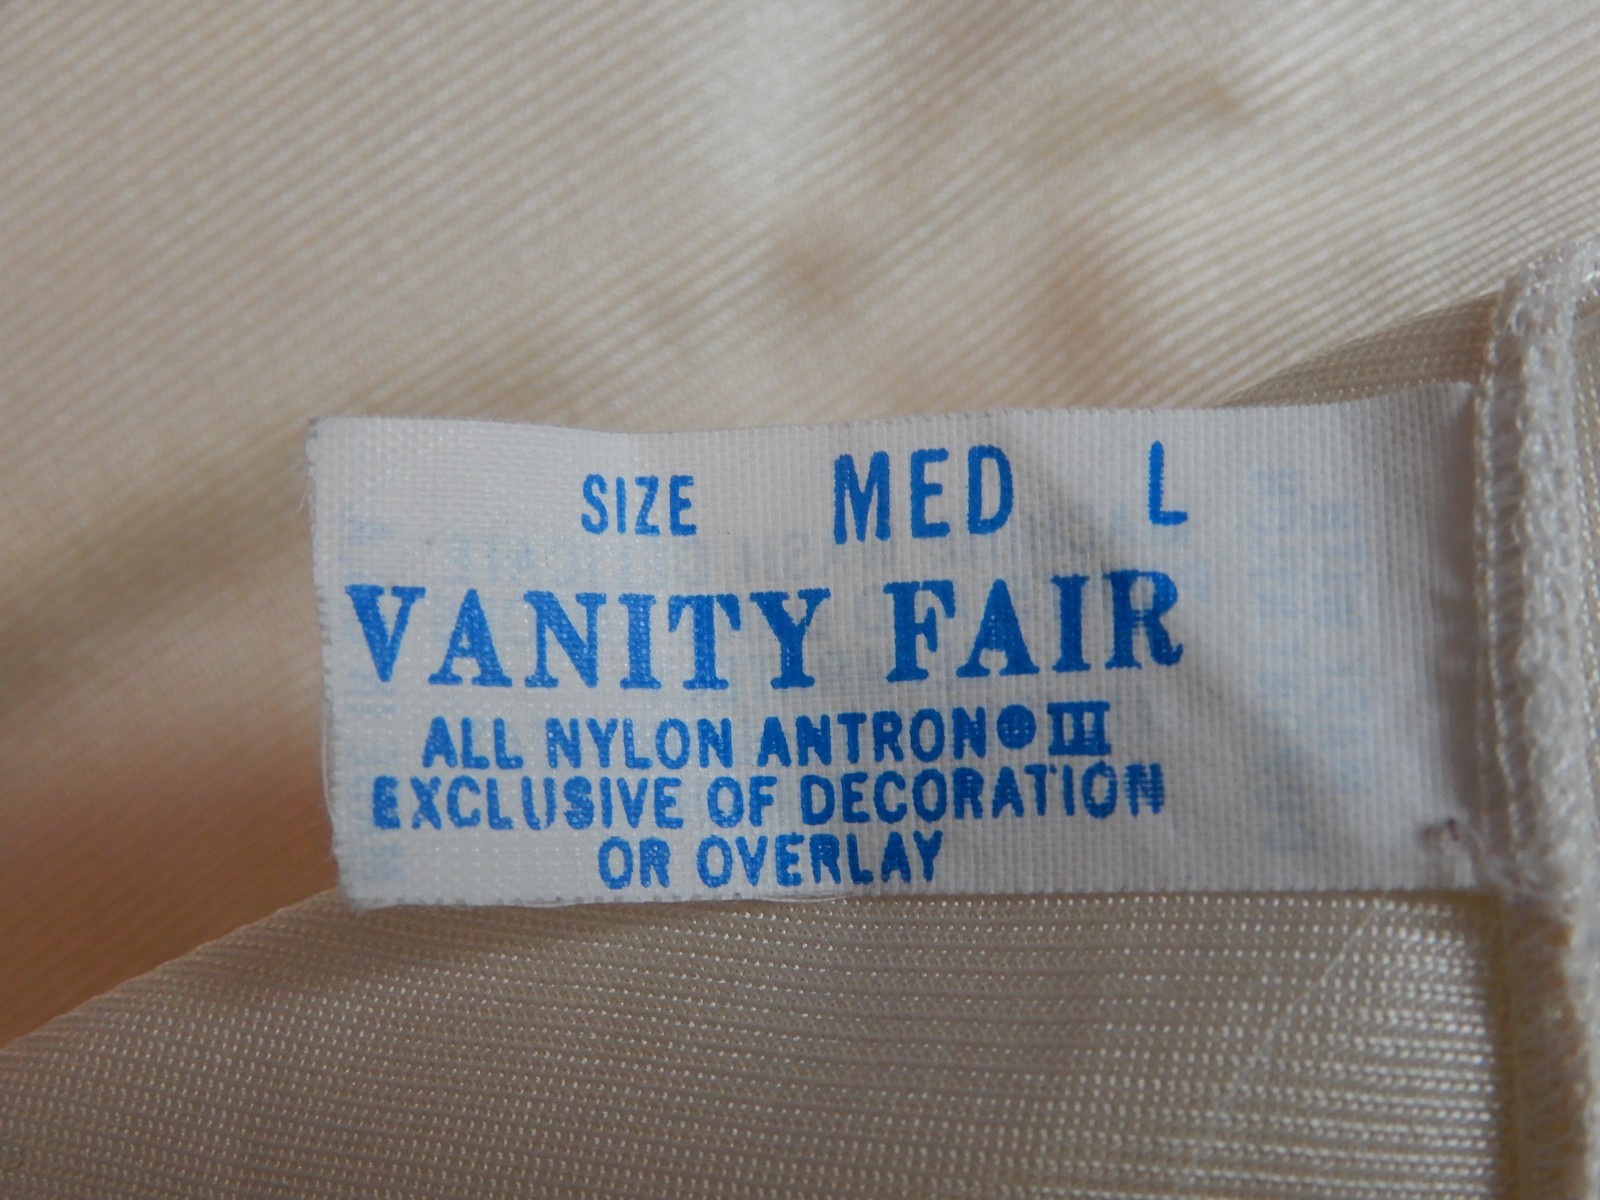 SIZE MED L
VANITY FAIR
ALL NYLON ANTRON® III
EXCLUSIVE OF DECORATION
OR OVERLAY